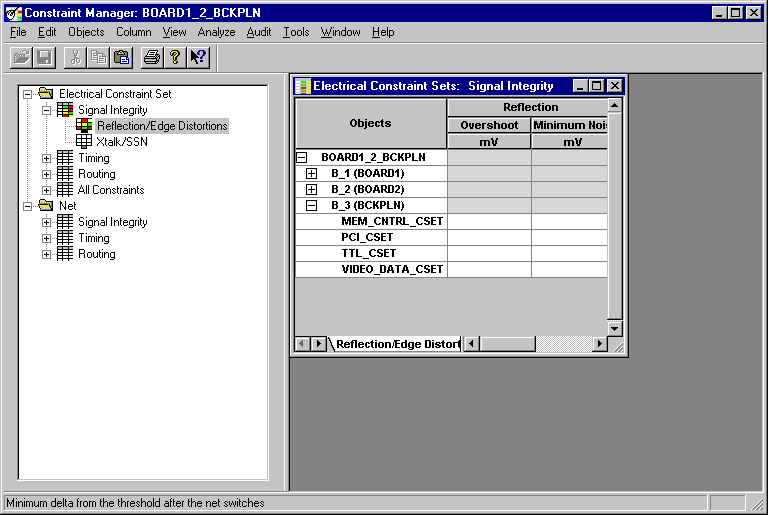 Constraint Manager: BOARD1_2_BCKPLN
File Edit Objects Column View Analyze Audit Tools Window Help
Electrical Constraint Set
Signal Integrity
Reflection/Edge Distortions
Xtalk/SSN
Timing
Routing
All Constraints
Net
Signal Integrity
Timing
Routing
Electrical Constraint Sets: Signal Integrity
Objects
Reflection
Overshoot Minimum Noi
mV mV
BOARD1_2_BCKPLN
B_1 (BOARD1)
B_2 (BOARD2)
B_3 (BCKPLN)
MEM_CNTRL_CSET
PCI_CSET
TTL_CSET
VIDEO_DATA_CSET
Reflection/Edge Distort
Minimum delta from the threshold after the net switches